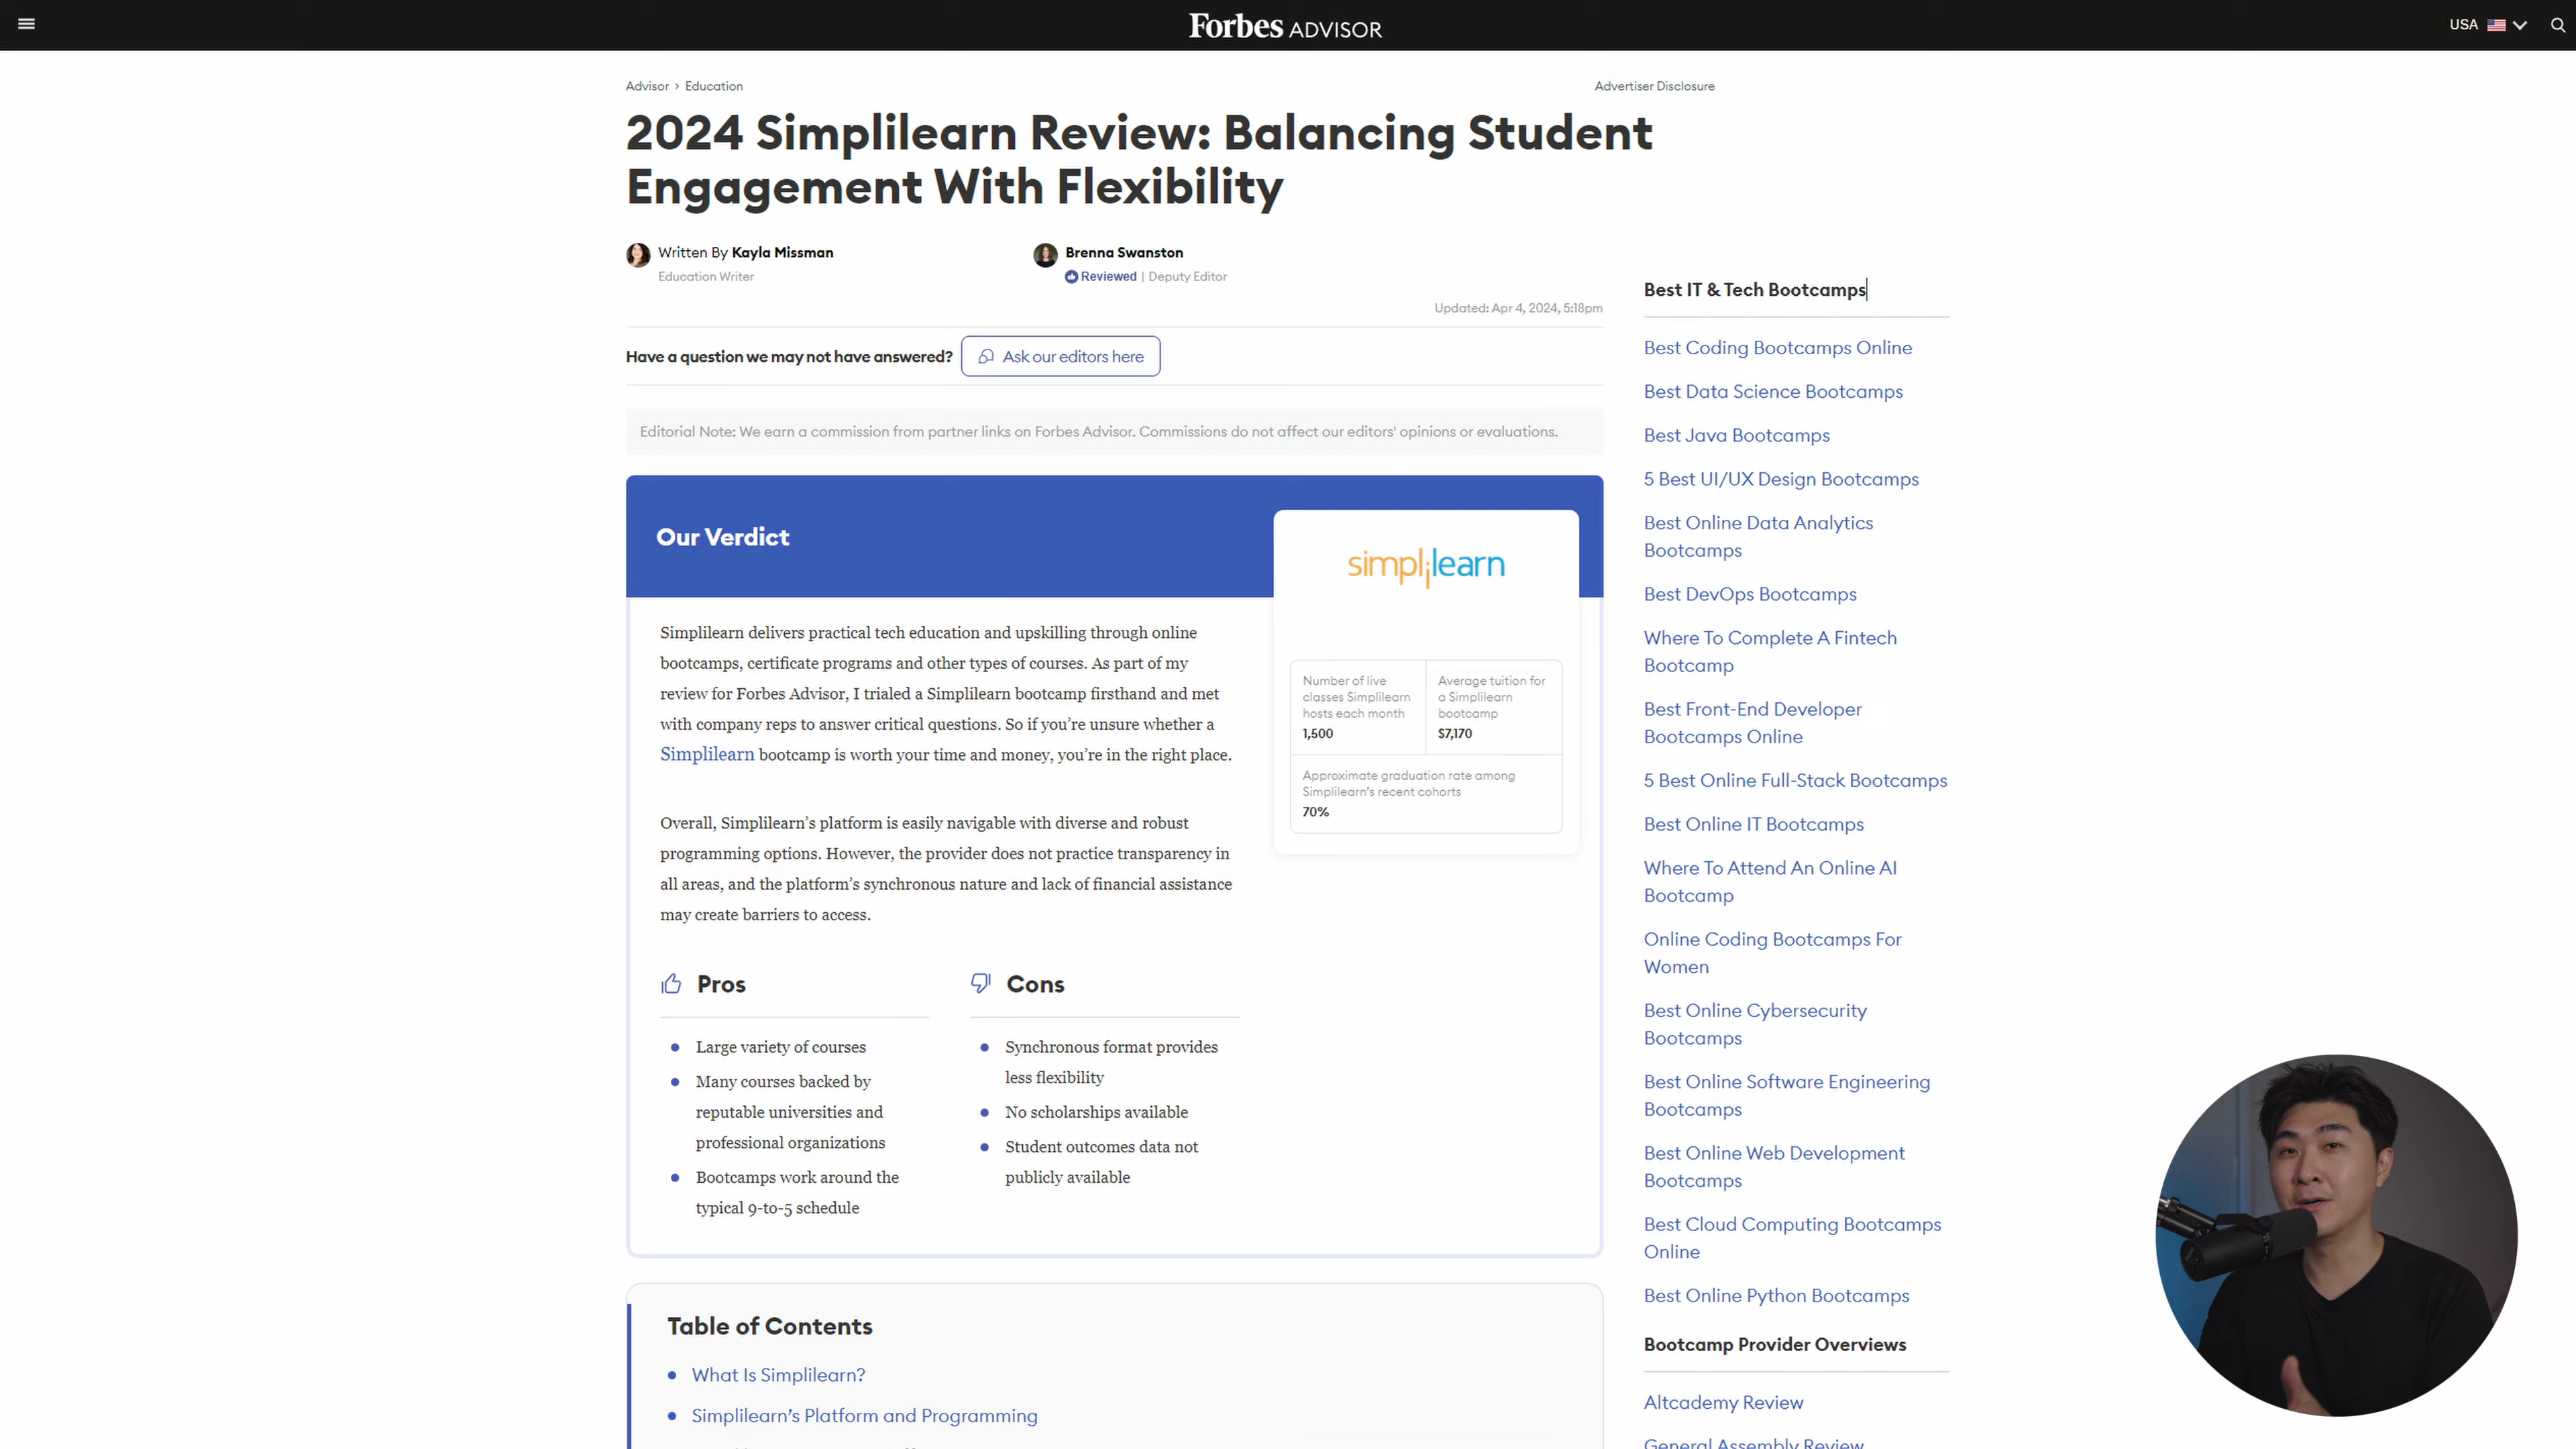 Forbes ADVISOR
USA
Advisor > Education
Advertiser Disclosure
2024 Simplilearn Review: Balancing Student
Engagement With Flexibility
Written By Kayla Missman
Education Writer
Brenna Swanston
Reviewed | Deputy Editor
Updated: Apr 4, 2024, 5:18pm
Have a question we may not have answered?
Ask our editors here
Editorial Note: We earn a commission from partner links on Forbes Advisor. Commissions do not affect our editors' opinions or evaluations.
Our Verdict
Simplilearn delivers practical tech education and upskilling through online
bootcamps, certificate programs and other types of courses. As part of my
review for Forbes Advisor, I trialed a Simplilearn bootcamp firsthand and met
with company reps to answer critical questions. So if you’re unsure whether a
Simplilearn bootcamp is worth your time and money, you’re in the right place.
Overall, Simplilearn’s platform is easily navigable with diverse and robust
programming options. However, the provider does not practice transparency in
all areas, and the platform’s synchronous nature and lack of financial assistance
may create barriers to access.
simplilearn
Number of live
classes Simplilearn
hosts each month
1,500
Average tuition for
a Simplilearn
bootcamp
$7,170
Approximate graduation rate among
Simplilearn’s recent cohorts
70%
Pros
Large variety of courses
Many courses backed by
reputable universities and
professional organizations
Bootcamps work around the
typical 9-to-5 schedule
Cons
Synchronous format provides
less flexibility
No scholarships available
Student outcomes data not
publicly available
Table of Contents
What Is Simplilearn?
Simplilearn’s Platform and Programming
Best IT & Tech Bootcamps
Best Coding Bootcamps Online
Best Data Science Bootcamps
Best Java Bootcamps
5 Best UI/UX Design Bootcamps
Best Online Data Analytics
Bootcamps
Best DevOps Bootcamps
Where To Complete A Fintech
Bootcamp
Best Front-End Developer
Bootcamps Online
5 Best Online Full-Stack Bootcamps
Best Online IT Bootcamps
Where To Attend An Online AI
Bootcamp
Online Coding Bootcamps For
Women
Best Online Cybersecurity
Bootcamps
Best Online Software Engineering
Bootcamps
Best Online Web Development
Bootcamps
Best Cloud Computing Bootcamps
Online
Best Online Python Bootcamps
Bootcamp Provider Overviews
Altcademy Review
General Assembly Review